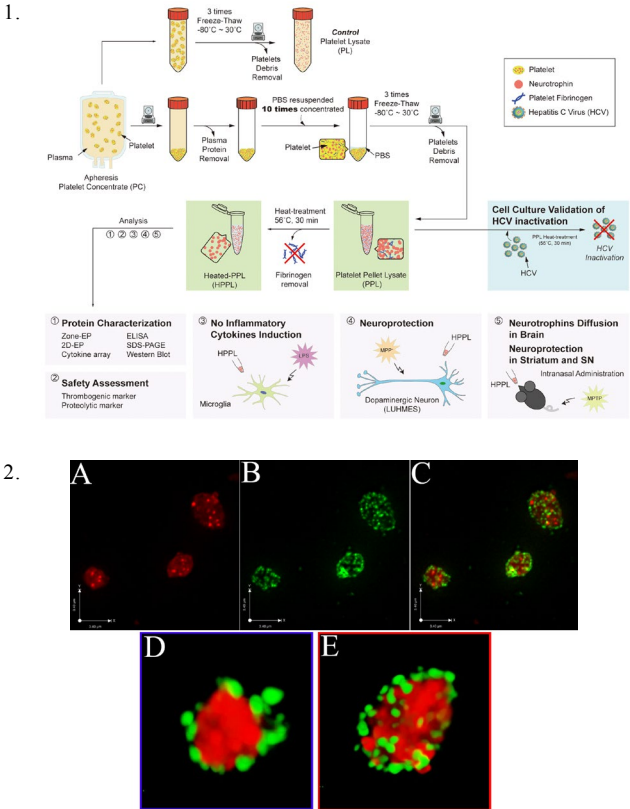 1.
3 times
Freeze-Thaw
-80˚C ~ 30˚C
Platelets
Debris
Removal
Control
Platelet Lysate
(PL)
Platelet
Neurotrophin
Platelet Fibrinogen
Hepatitis C Virus (HCV)
Plasma
Platelet
Apheresis
Platelet Concentrate (PC)
Plasma
Protein
Removal
PBS resuspended
10 times concentrated
Platelet
PBS
3 times
Freeze-Thaw
-80˚C ~ 30˚C
Platelets
Debris
Removal
Analysis
① ② ③ ④ ⑤
Heated-PPL
(HPPL)
Heat-treatment
56˚C, 30 min
Fibrinogen
removal
Platelet Pellet Lysate
(PPL)
Cell Culture Validation of
HCV inactivation
PPL Heat-treatment
(56˚C, 30 min)
HCV
HCV
Inactivation
① Protein Characterization
Zone-EP ELISA
2D-EP SDS-PAGE
Cytokine array Western Blot
② Safety Assessment
Thrombogenic marker
Proteolytic marker
③ No Inflammatory
Cytokines Induction
HPPL
LPS
Microglia
④ Neuroprotection
MPP
HPPL
Dopaminergic Neuron
(LUHMES)
⑤ Neurotrophins Diffusion
in Brain
Neuroprotection
in Striatum and SN
Intranasal Administration
HPPL
MPTP
2.
A B C
D E